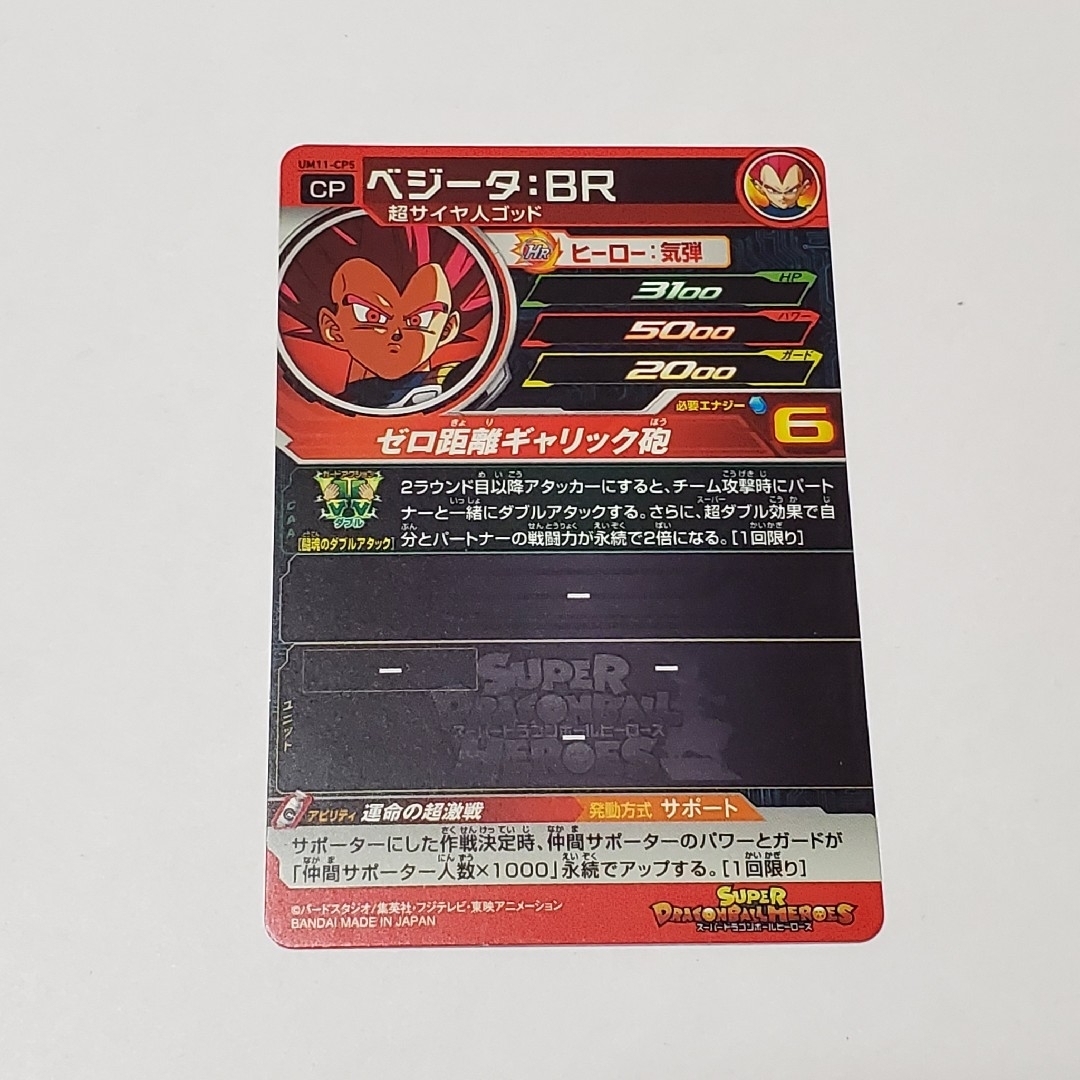 UM11-CP5
CP
ベジータ:BR
超サイヤ人ゴッド
HR
ヒーロー:気弾
HP
3100
パワー
5000
ガード
2000
必要エナジー
6
ゼロ距離ギャリック砲
ガードアクション
ダブル
[闘魂のダブルアタック]
CAA
2ラウンド目以降アタッカーにすると、チーム攻撃時にパート
ナーと一緒にダブルアタックする。さらに、超ダブル効果で自
分とパートナーの戦闘力が永続で2倍になる。[1回限り]
ー
ー
ー
ー
ユニット
SUPER
DRAGONBALL
スーパードラゴンボールヒーローズ
HEROES
アビリティ 運命の超激戦
発動方式 サポート
サポーターにした作戦決定時、仲間サポーターのパワーとガードが
「仲間サポーター人数×1000」永続でアップする。[1回限り]
©バードスタジオ/集英社・フジテレビ・東映アニメーション
BANDAI MADE IN JAPAN
SUPER
DRAGONBALL HEROES
スーパードラゴンボールヒーローズ